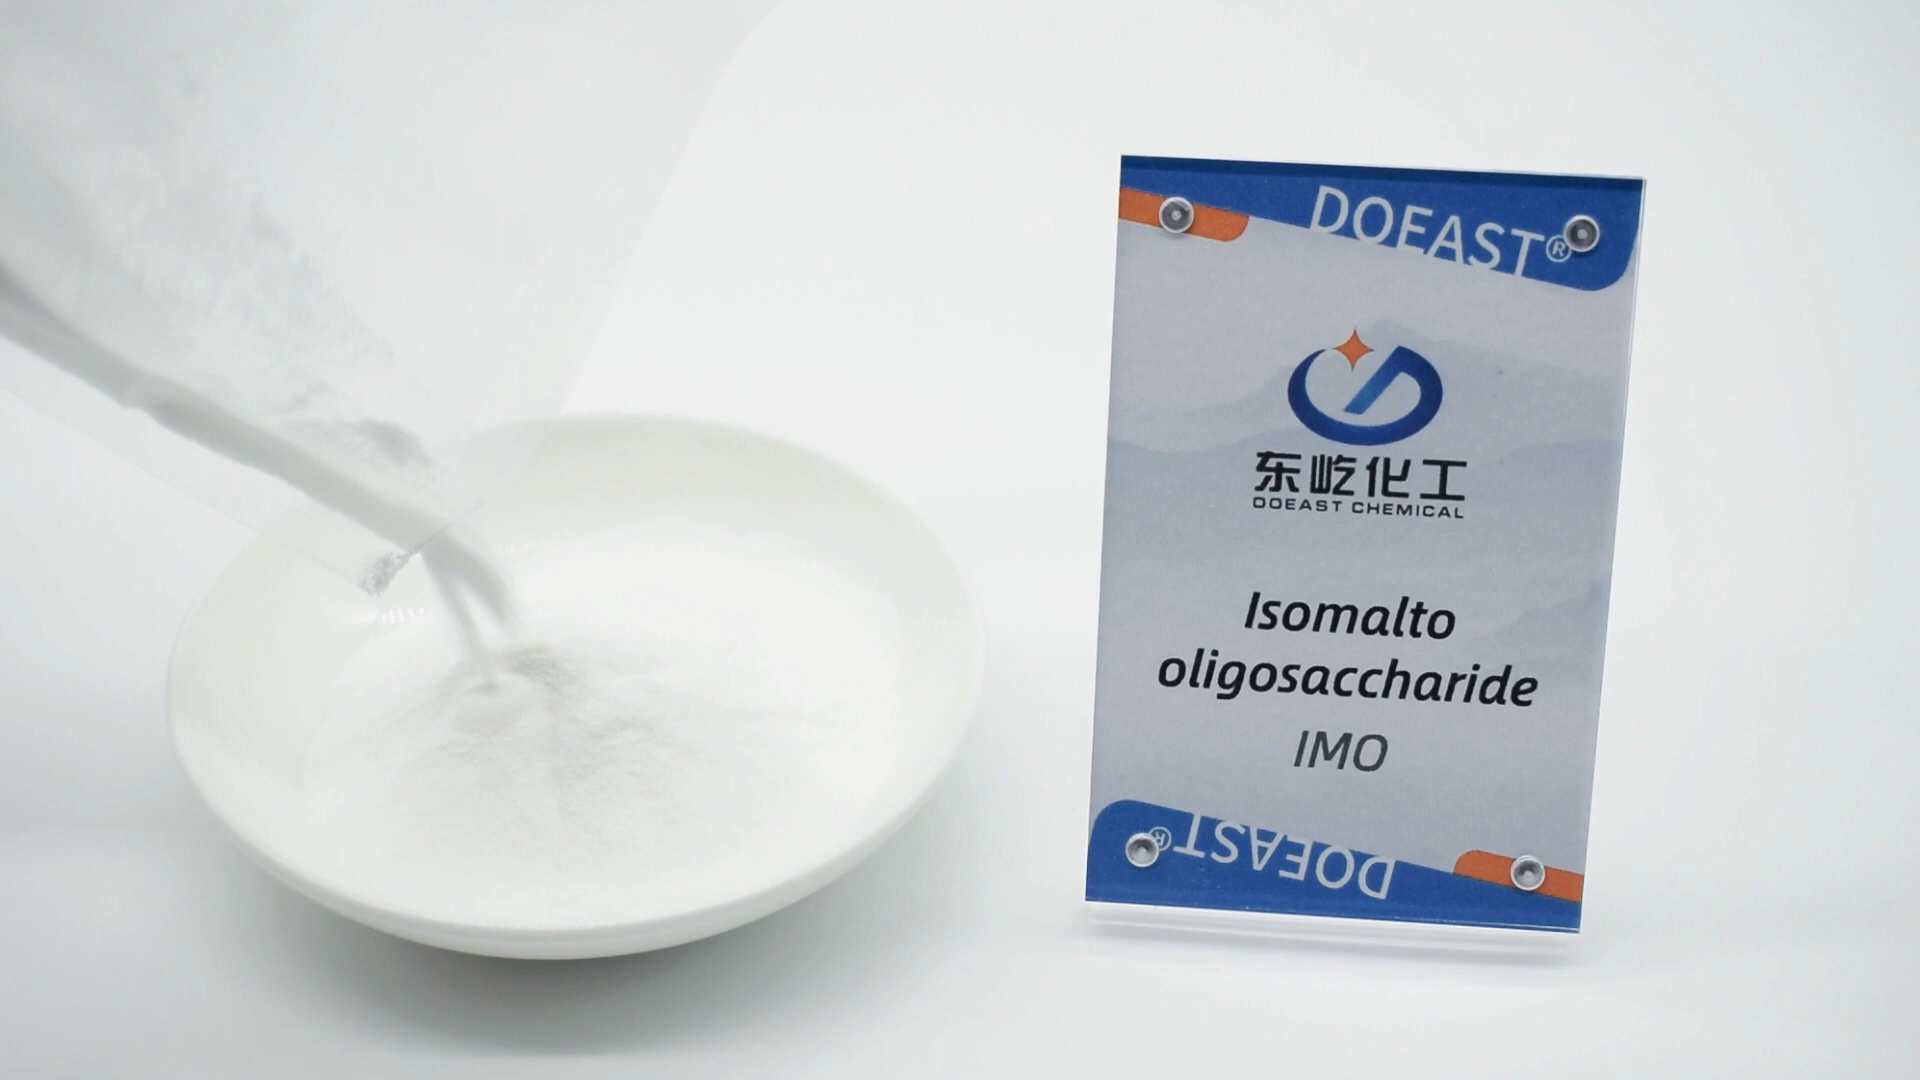 DOEAST®
东屹化工
DOEAST CHEMICAL
Isomalto
oligosaccharide
IMO
DOEAST®